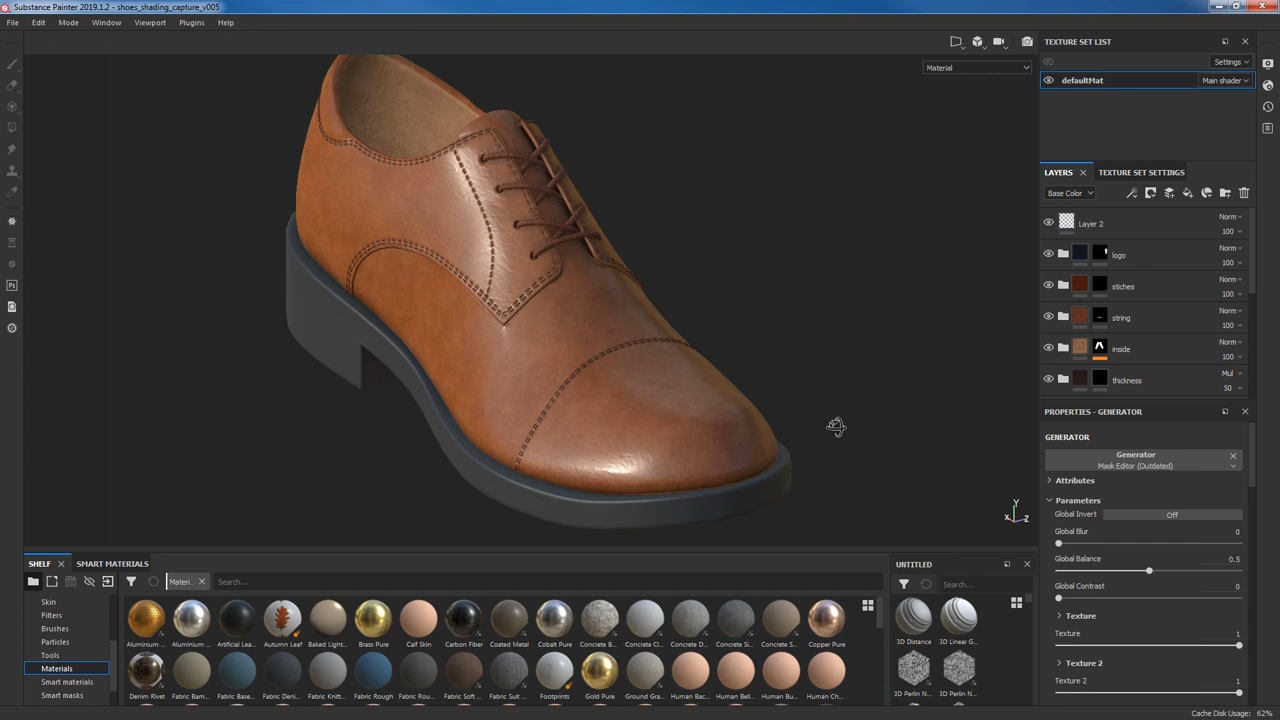 Substance Painter 2019.1.2 - shoes_shading_capture_v005
File Edit Mode Window Viewport Plugins Help
Material
TEXTURE SET LIST
Settings
defaultMat Main shader
LAYERS TEXTURE SET SETTINGS
Base Color
Layer 2 Norm 100
logo Norm 100
stiches Norm 100
string Norm 100
inside Norm 100
thickness Mul 50
PROPERTIES - GENERATOR
GENERATOR
Generator
Mask Editor (Outdated)
Attributes
Parameters
Global Invert Off
Global Blur 0
Global Balance 0.5
Global Contrast 0
Texture
Texture 1
Texture 2
Texture 2 1
Y
X Z
Ps
SHELF SMART MATERIALS
Materi... Search...
Skin
Filters
Brushes
Particles
Tools
Materials
Smart materials
Smart masks
Aluminium ... Aluminium ... Artificial Lea... Autumn Leaf Baked Light... Brass Pure Calf Skin Carbon Fiber Coated Metal Cobalt Pure Concrete B... Concrete Cl... Concrete D... Concrete Si... Concrete S... Copper Pure
Denim Rivet Fabric Bam... Fabric Base... Fabric Deni... Fabric Knitt... Fabric Rough Fabric Rou... Fabric Soft ... Fabric Suit ... Footprints Gold Pure Ground Gra... Human Bac... Human Bell... Human Bu... Human Ch...
UNTITLED
Search...
3D Distance 3D Linear G...
3D Perlin N... 3D Perlin N...
Cache Disk Usage: 62%